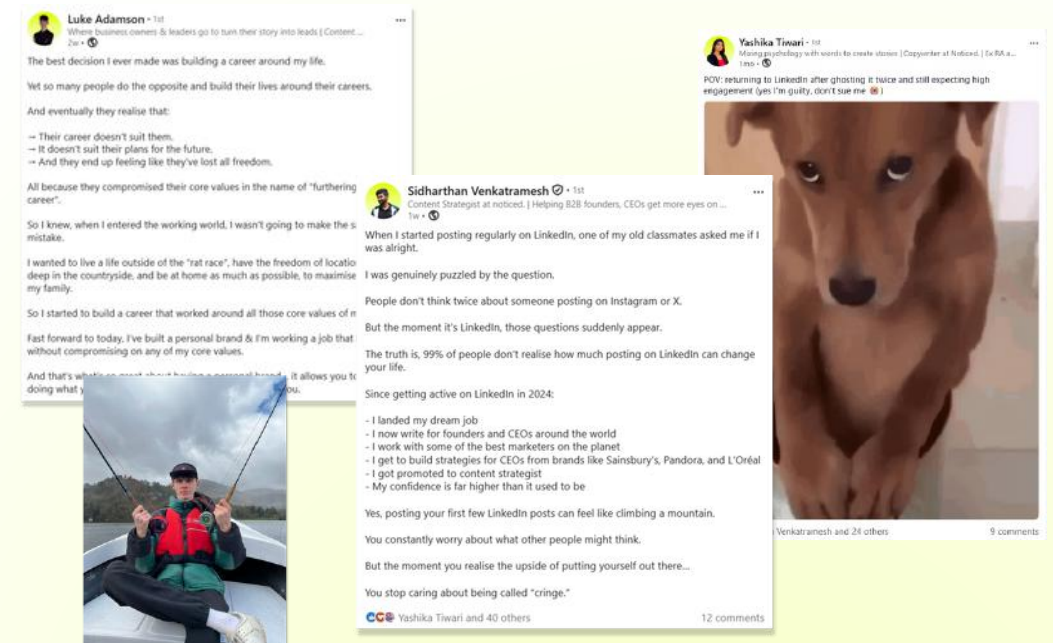 Luke Adamson • 1st
Where business owners & leaders go to turn their story into leads | Content ...
2w •
The best decision I ever made was building a career around my life.
Yet so many people do the opposite and build their lives around their careers.
And eventually they realise that:
→ Their career doesn't suit them.
→ It doesn't suit their plans for the future.
→ And they end up feeling like they've lost all freedom.
All because they compromised their core values in the name of "furthering
career".
So I knew, when I entered the working world, I wasn't going to make the
mistake.
I wanted to live a life outside of the "rat race", have the freedom of
deep in the countryside, and be at home as much as possible, to maximise
my family.
So I started to build a career that worked around all those core values of
Fast forward to today, I've built a personal brand & I'm working a job that
without compromising on any of my core values.
And that's it allows you
doing what
Sidharthan Venkatramesh • 1st
Content Strategist at noticed. | Helping B2B founders, CEOs get more eyes on ...
1w •
When I started posting regularly on LinkedIn, one of my old classmates asked me if I
was alright.
I was genuinely puzzled by the question.
People don't think twice about someone posting on Instagram or X.
But the moment it's LinkedIn, those questions suddenly appear.
The truth is, 99% of people don't realise how much posting on LinkedIn can change
your life.
Since getting active on LinkedIn in 2024:
- I landed my dream job
- I now write for founders and CEOs around the world
- I work with some of the best marketers on the planet
- I get to build strategies for CEOs from brands like Sainsbury's, Pandora, and L'Oréal
- I got promoted to content strategist
- My confidence is far higher than it used to be
Yes, posting your first few LinkedIn posts can feel like climbing a mountain.
You constantly worry about what other people might think.
But the moment you realise the upside of putting yourself out there...
You stop caring about being called "cringe."
Yashika Tiwari and 40 others 12 comments
Yashika Tiwari • 1st
Mixing psychology with words to create stories | Copywriter at Noticed. | Ex
1mo •
POV: returning to LinkedIn after ghosting it twice and still expecting high
engagement (yes I'm guilty, don't sue me )
Venkatramesh and 24 others 9 comments